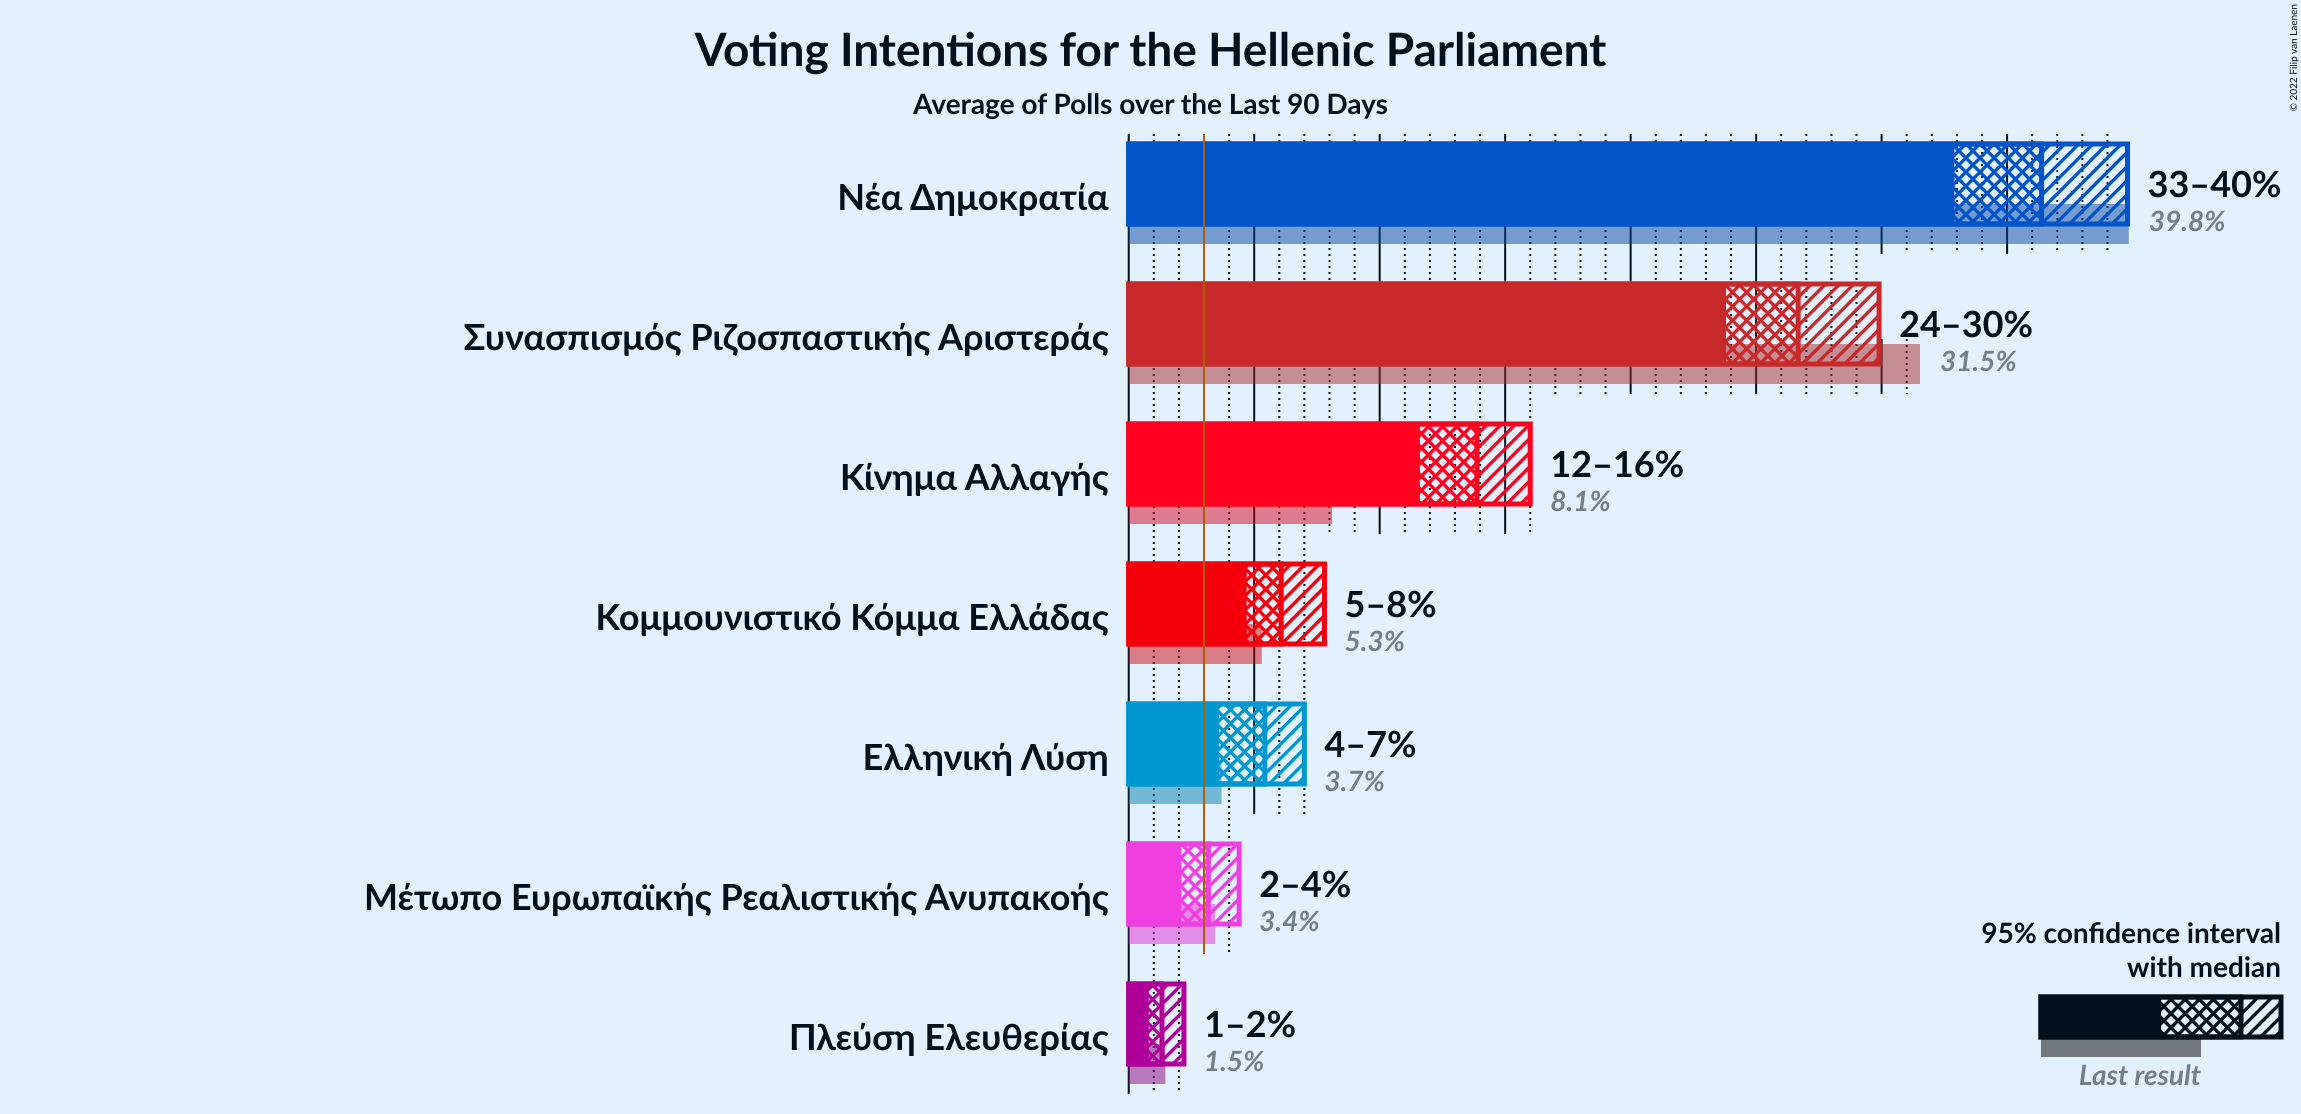 Voting Intentions for the Hellenic Parliament
Average of Polls over the Last 90 Days
© 2022 Filip van Laenen
Νέα Δημοκρατία
33–40%
39.8%
Συνασπισμός Ριζοσπαστικής Αριστεράς
24–30%
31.5%
Κίνημα Αλλαγής
12–16%
8.1%
Κομμουνιστικό Κόμμα Ελλάδας
5–8%
5.3%
Ελληνική Λύση
4–7%
3.7%
Μέτωπο Ευρωπαϊκής Ρεαλιστικής Ανυπακοής
2–4%
3.4%
Πλεύση Ελευθερίας
1–2%
1.5%
95% confidence interval
with median
Last result